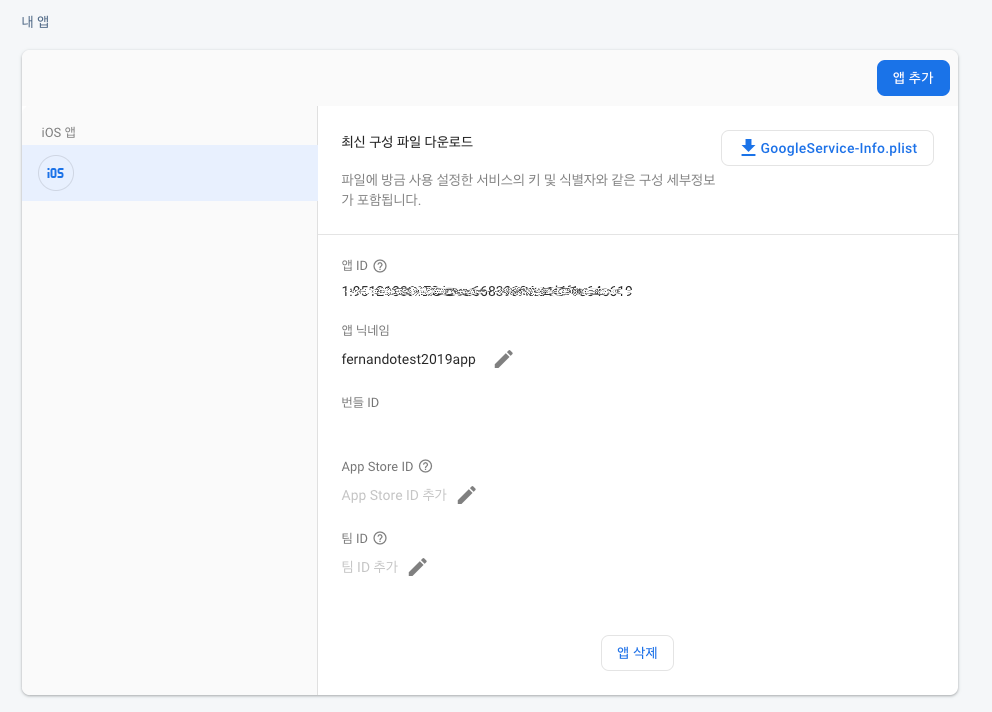 내 앱
앱 추가
iOS 앱
iOS
최신 구성 파일 다운로드
GoogleService-Info.plist
파일에 방금 사용 설정한 서비스의 키 및 식별자와 같은 구성 세부정보
가 포함됩니다.
앱 ID
앱 닉네임
fernandotest2019app
번들 ID
App Store ID
App Store ID 추가
팀 ID
팀 ID 추가
앱 삭제